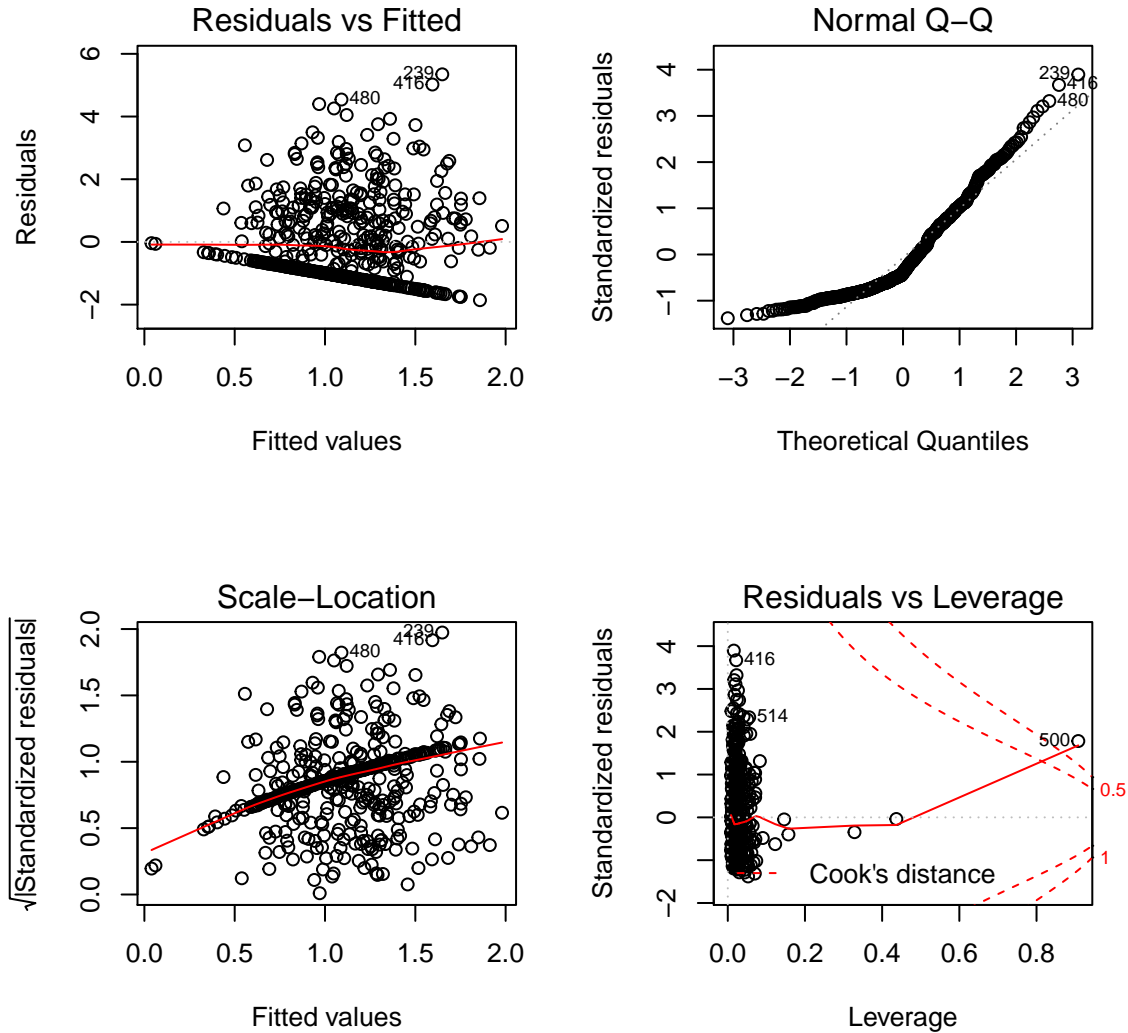 Residuals vs Fitted
Residuals
6
4
2
0
−2
239
416
480
0.0 0.5 1.0 1.5 2.0
Fitted values
Normal Q−Q
Standardized residuals
4
3
2
1
0
−1
239
416
480
−3 −2 −1 0 1 2 3
Theoretical Quantiles
Scale−Location
√|Standardized residuals|
2.0
1.5
1.0
0.5
0.0
239
416
480
0.0 0.5 1.0 1.5 2.0
Fitted values
Residuals vs Leverage
Standardized residuals
4
3
2
1
0
−2
416
514
500
0.5
1
Cook's distance
0.0 0.2 0.4 0.6 0.8
Leverage